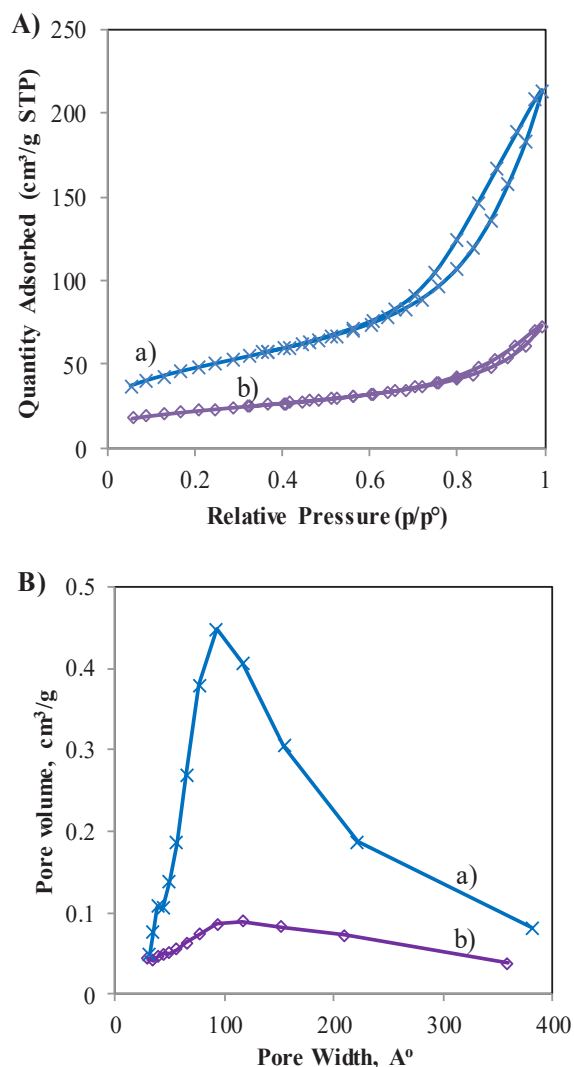 A)
250
200
150
100
50
0
Quantity Adsorbed (cm³/g STP)
a)
b)
0 0.2 0.4 0.6 0.8 1
Relative Pressure (p/p°)
B)
0.5
0.4
0.3
0.2
0.1
0
Pore volume, cm³/g
a)
b)
0 100 200 300 400
Pore Width, A°